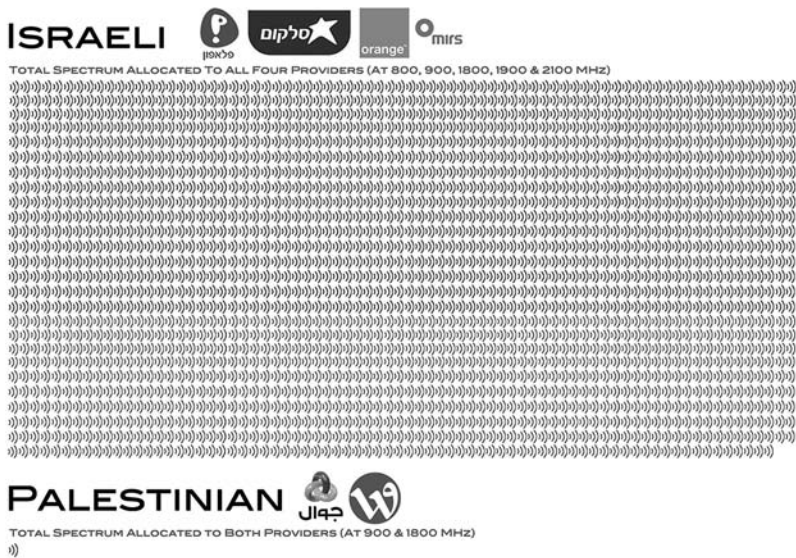 ISRAELI פלאפון סלקום orange mirs
TOTAL SPECTRUM ALLOCATED TO ALL FOUR PROVIDERS (AT 800, 900, 1800, 1900 & 2100 MHZ)
PALESTINIAN جوال w
TOTAL SPECTRUM ALLOCATED TO BOTH PROVIDERS (AT 900 & 1800 MHZ)